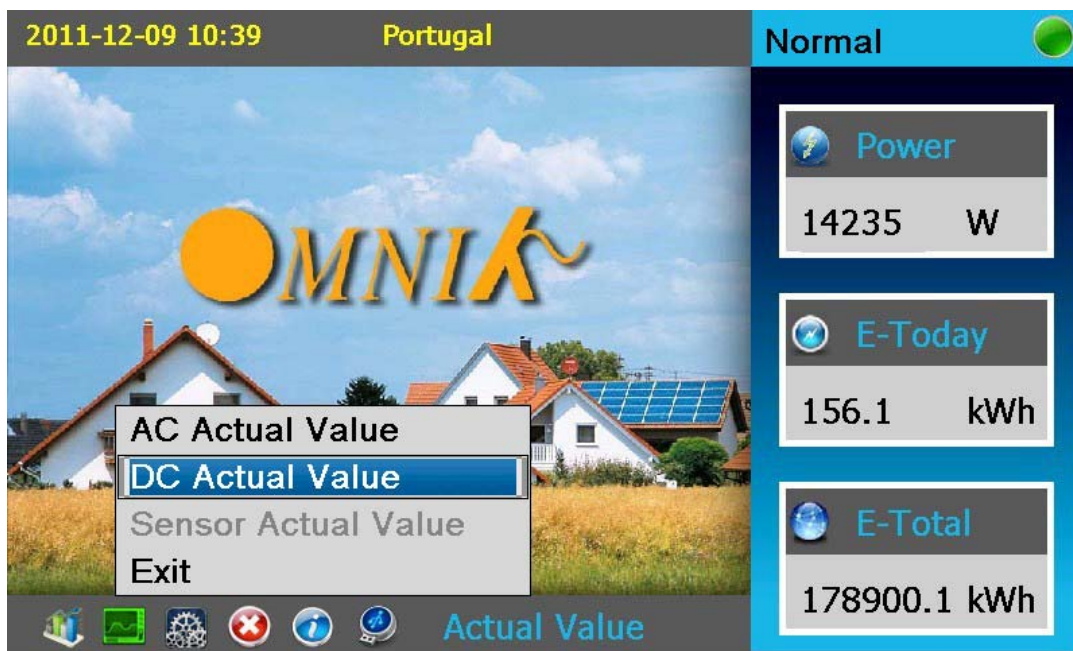 2011-12-09 10:39 Portugal
Normal
OMNIK
Power
14235 W
E-Today
156.1 kWh
E-Total
178900.1 kWh
AC Actual Value
DC Actual Value
Sensor Actual Value
Exit
Actual Value